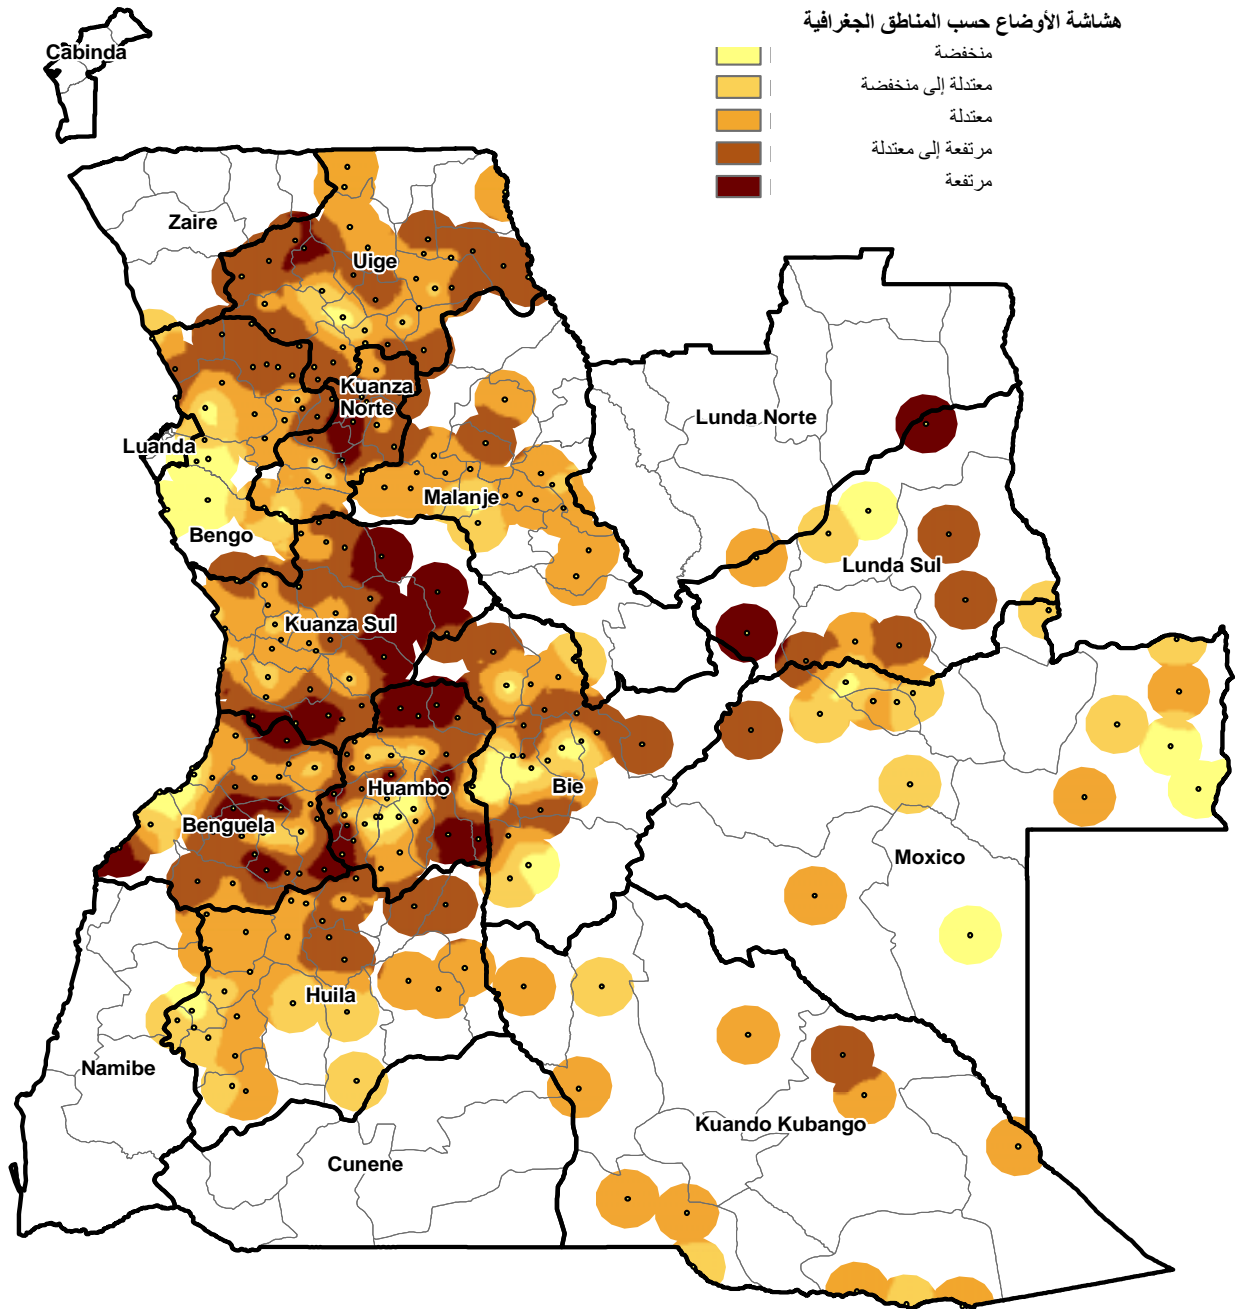 هشاشة الأوضاع حسب المناطق الجغرافية
منخفضة
معتدلة إلى منخفضة
معتدلة
مرتفعة إلى معتدلة
مرتفعة
Cabinda
Zaire
Uige
Kuanza
Norte
Lunda Norte
Luanda
Malanje
Bengo
Lunda Sul
Kuanza Sul
Huambo
Bie
Benguela
Moxico
Huila
Namibe
Kuando Kubango
Cunene